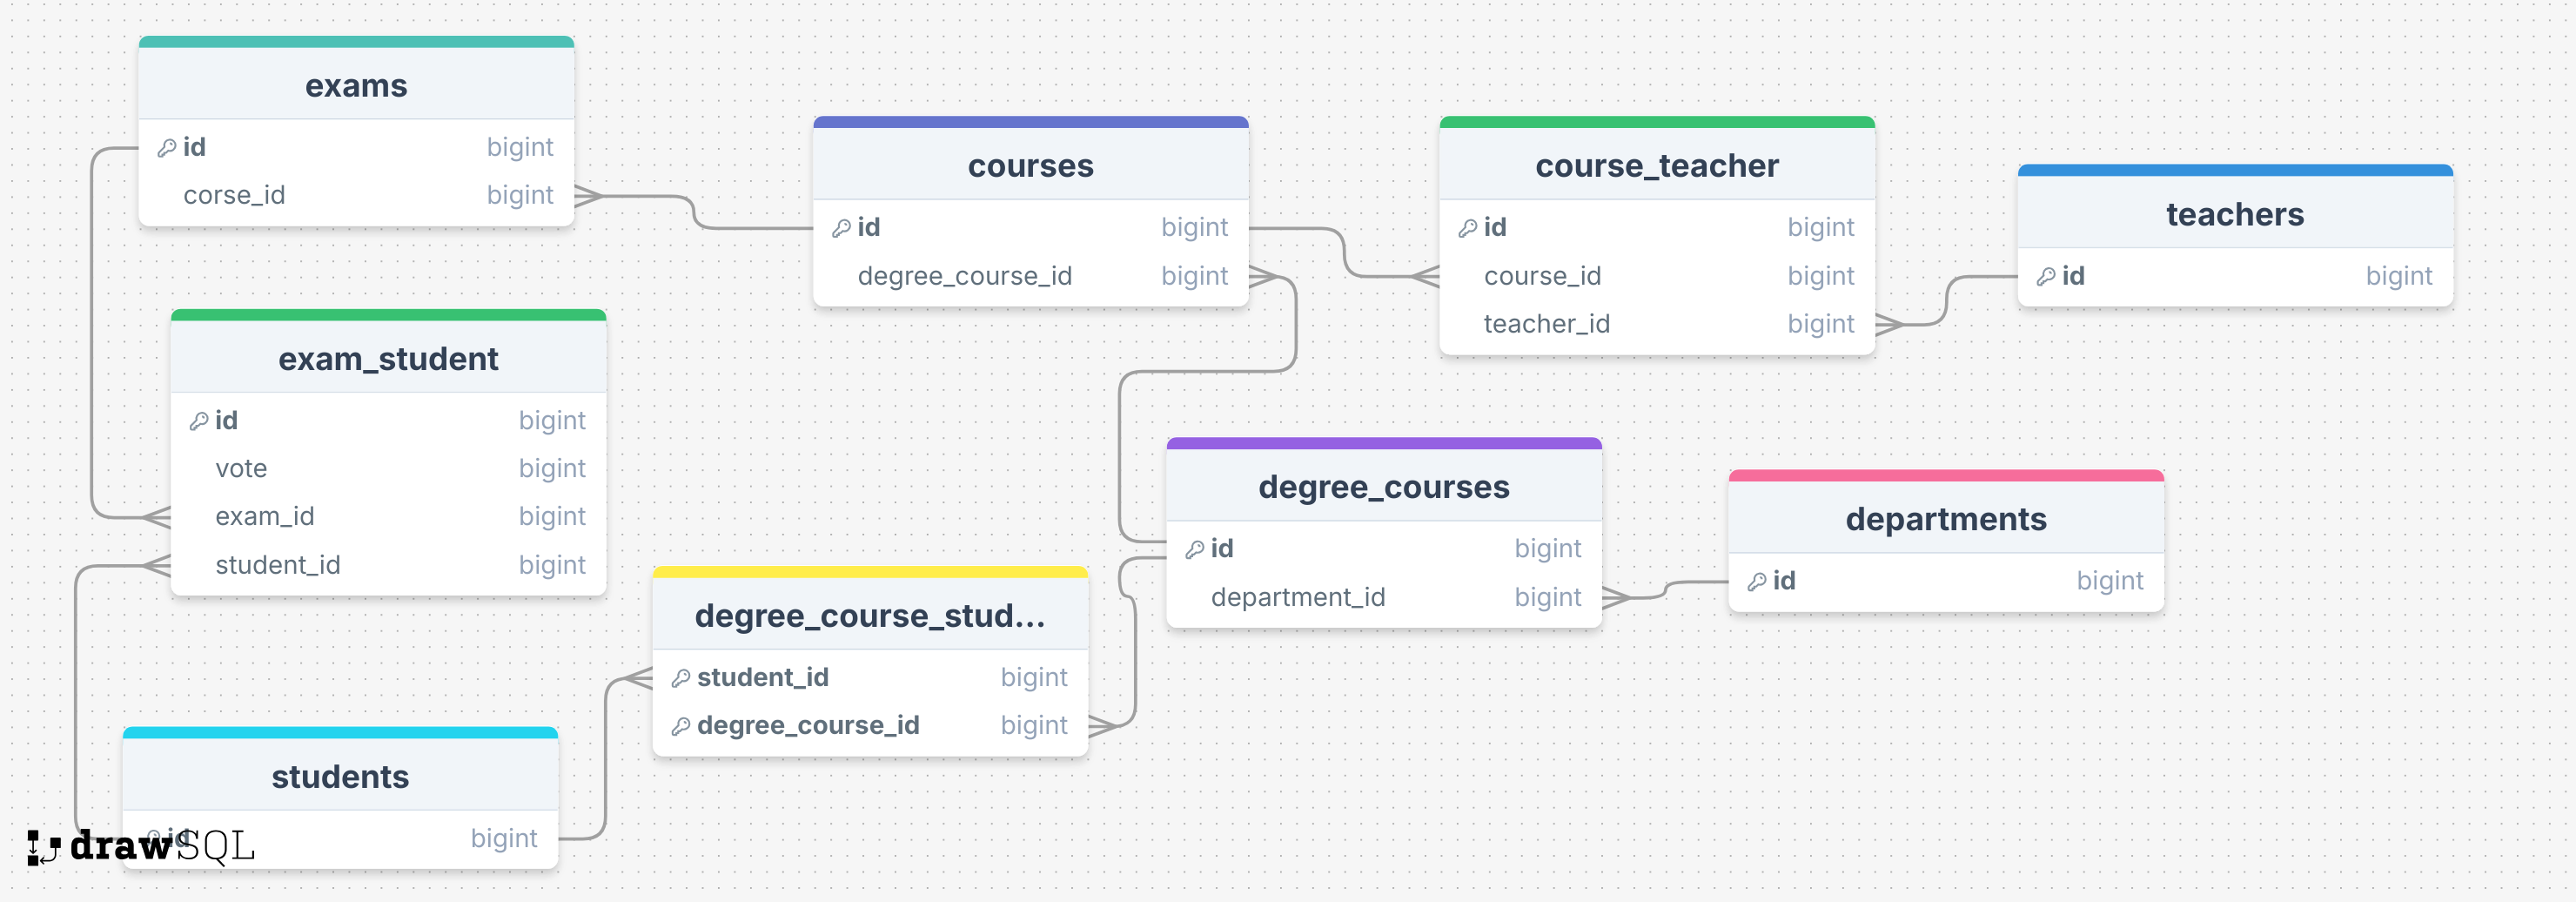 exams
id bigint
corse_id bigint
courses
id bigint
degree_course_id bigint
course_teacher
id bigint
course_id bigint
teacher_id bigint
teachers
id bigint
exam_student
id bigint
vote bigint
exam_id bigint
student_id bigint
degree_courses
id bigint
department_id bigint
departments
id bigint
degree_course_stud...
student_id bigint
degree_course_id bigint
students
id bigint
drawSQL